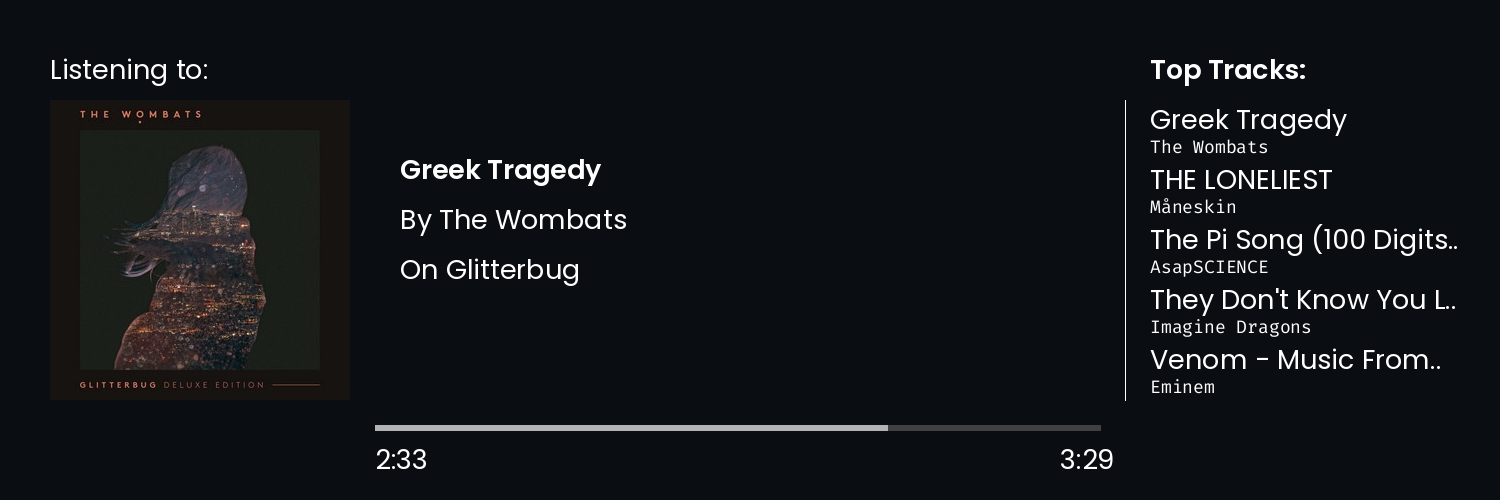 Listening to:
THE WOMBATS
GLITTERBUG DELUXE EDITION
Greek Tragedy
By The Wombats
On Glitterbug
2:33
3:29
Top Tracks:
Greek Tragedy
The Wombats
THE LONELIEST
Måneskin
The Pi Song (100 Digits..
AsapSCIENCE
They Don't Know You L..
Imagine Dragons
Venom - Music From..
Eminem